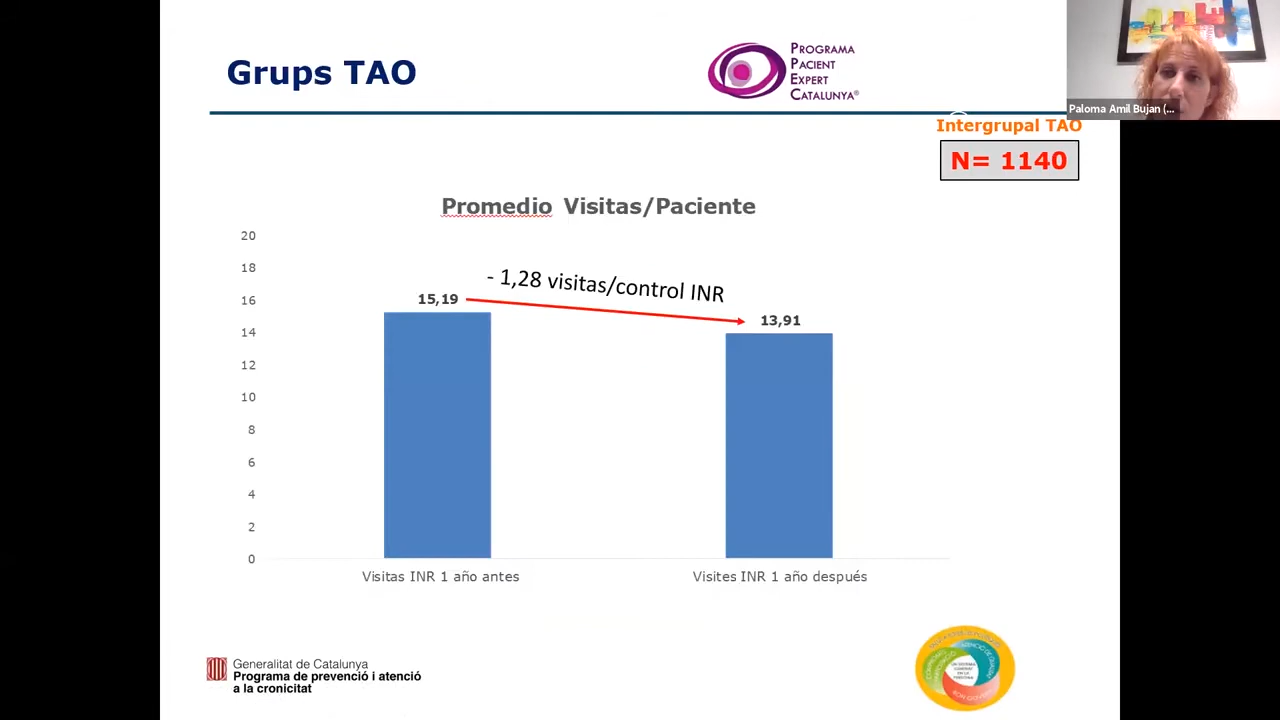 Grups TAO
PROGRAMA
PACIENT
EXPERT
CATALUNYA®
Paloma Amil Bujan (...
Intergrupal TAO
N= 1140
Promedio Visitas/Paciente
20
18
16
14
12
10
8
6
4
2
0
- 1,28 visitas/control INR
15,19
13,91
Visitas INR 1 año antes
Visites INR 1 año después
Generalitat de Catalunya
Programa de prevenció i atenció
a la cronicitat